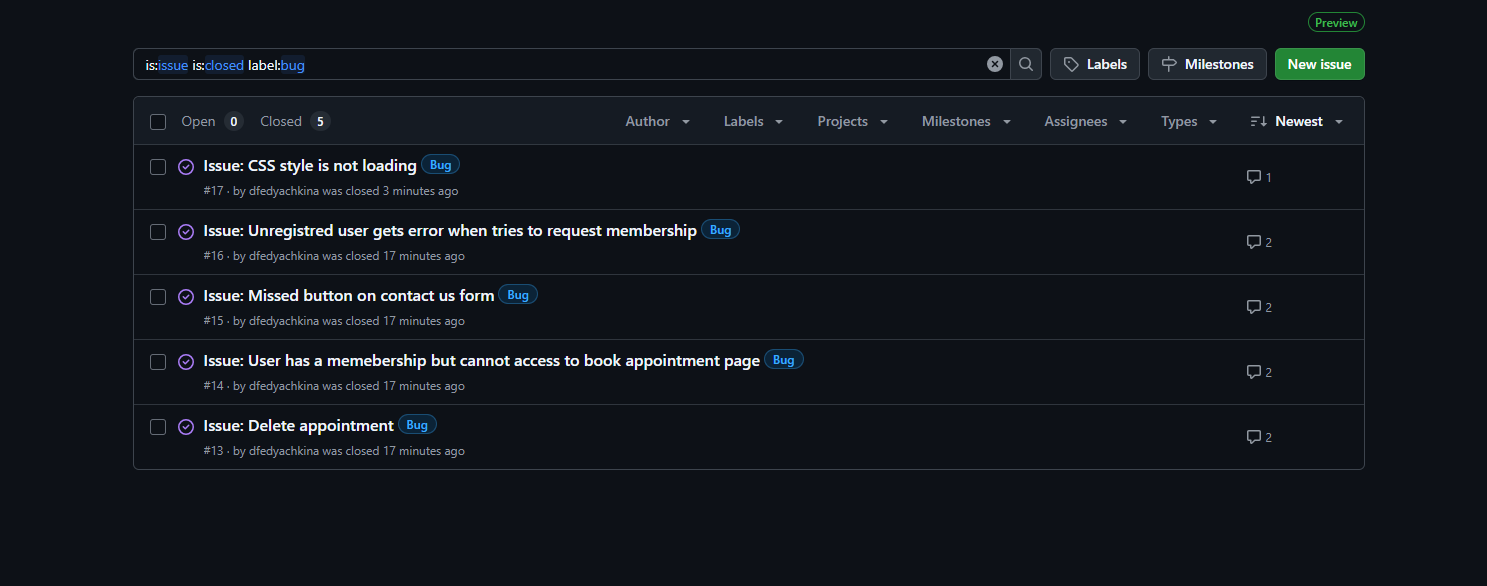 Preview
is:issue is:closed label:bug Labels Milestones New issue
Open 0 Closed 5 Author Labels Projects Milestones Assignees Types Newest
Issue: CSS style is not loading Bug
#17 · by dfedyachkina was closed 3 minutes ago
1
Issue: Unregistred user gets error when tries to request membership Bug
#16 · by dfedyachkina was closed 17 minutes ago
2
Issue: Missed button on contact us form Bug
#15 · by dfedyachkina was closed 17 minutes ago
2
Issue: User has a memebership but cannot access to book appointment page Bug
#14 · by dfedyachkina was closed 17 minutes ago
2
Issue: Delete appointment Bug
#13 · by dfedyachkina was closed 17 minutes ago
2